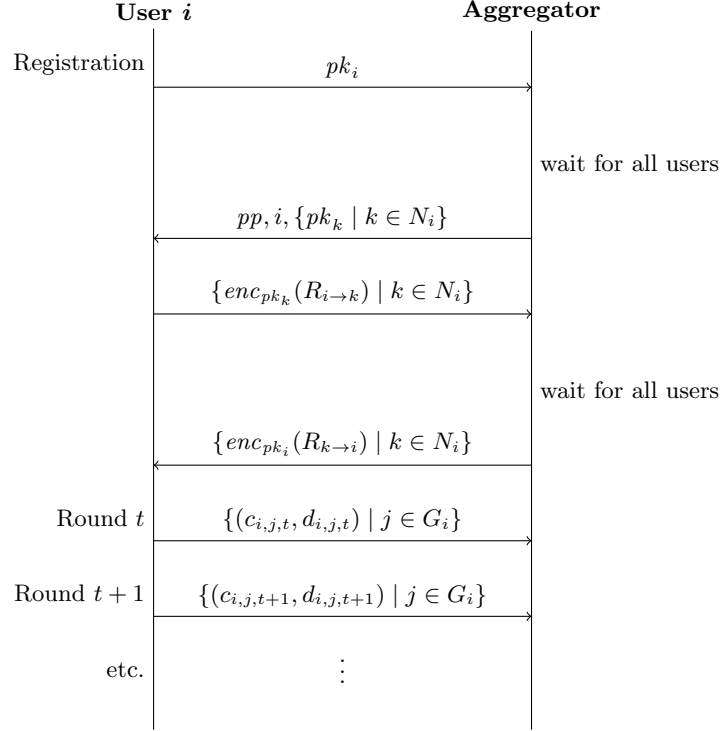 User i Aggregator
Registration pk_i
wait for all users
pp, i, {pk_k | k ∈ N_i}
{enc_{pk_k}(R_{i→k}) | k ∈ N_i}
wait for all users
{enc_{pk_i}(R_{k→i}) | k ∈ N_i}
Round t {(c_{i,j,t}, d_{i,j,t}) | j ∈ G_i}
Round t + 1 {(c_{i,j,t+1}, d_{i,j,t+1}) | j ∈ G_i}
etc. ⋮